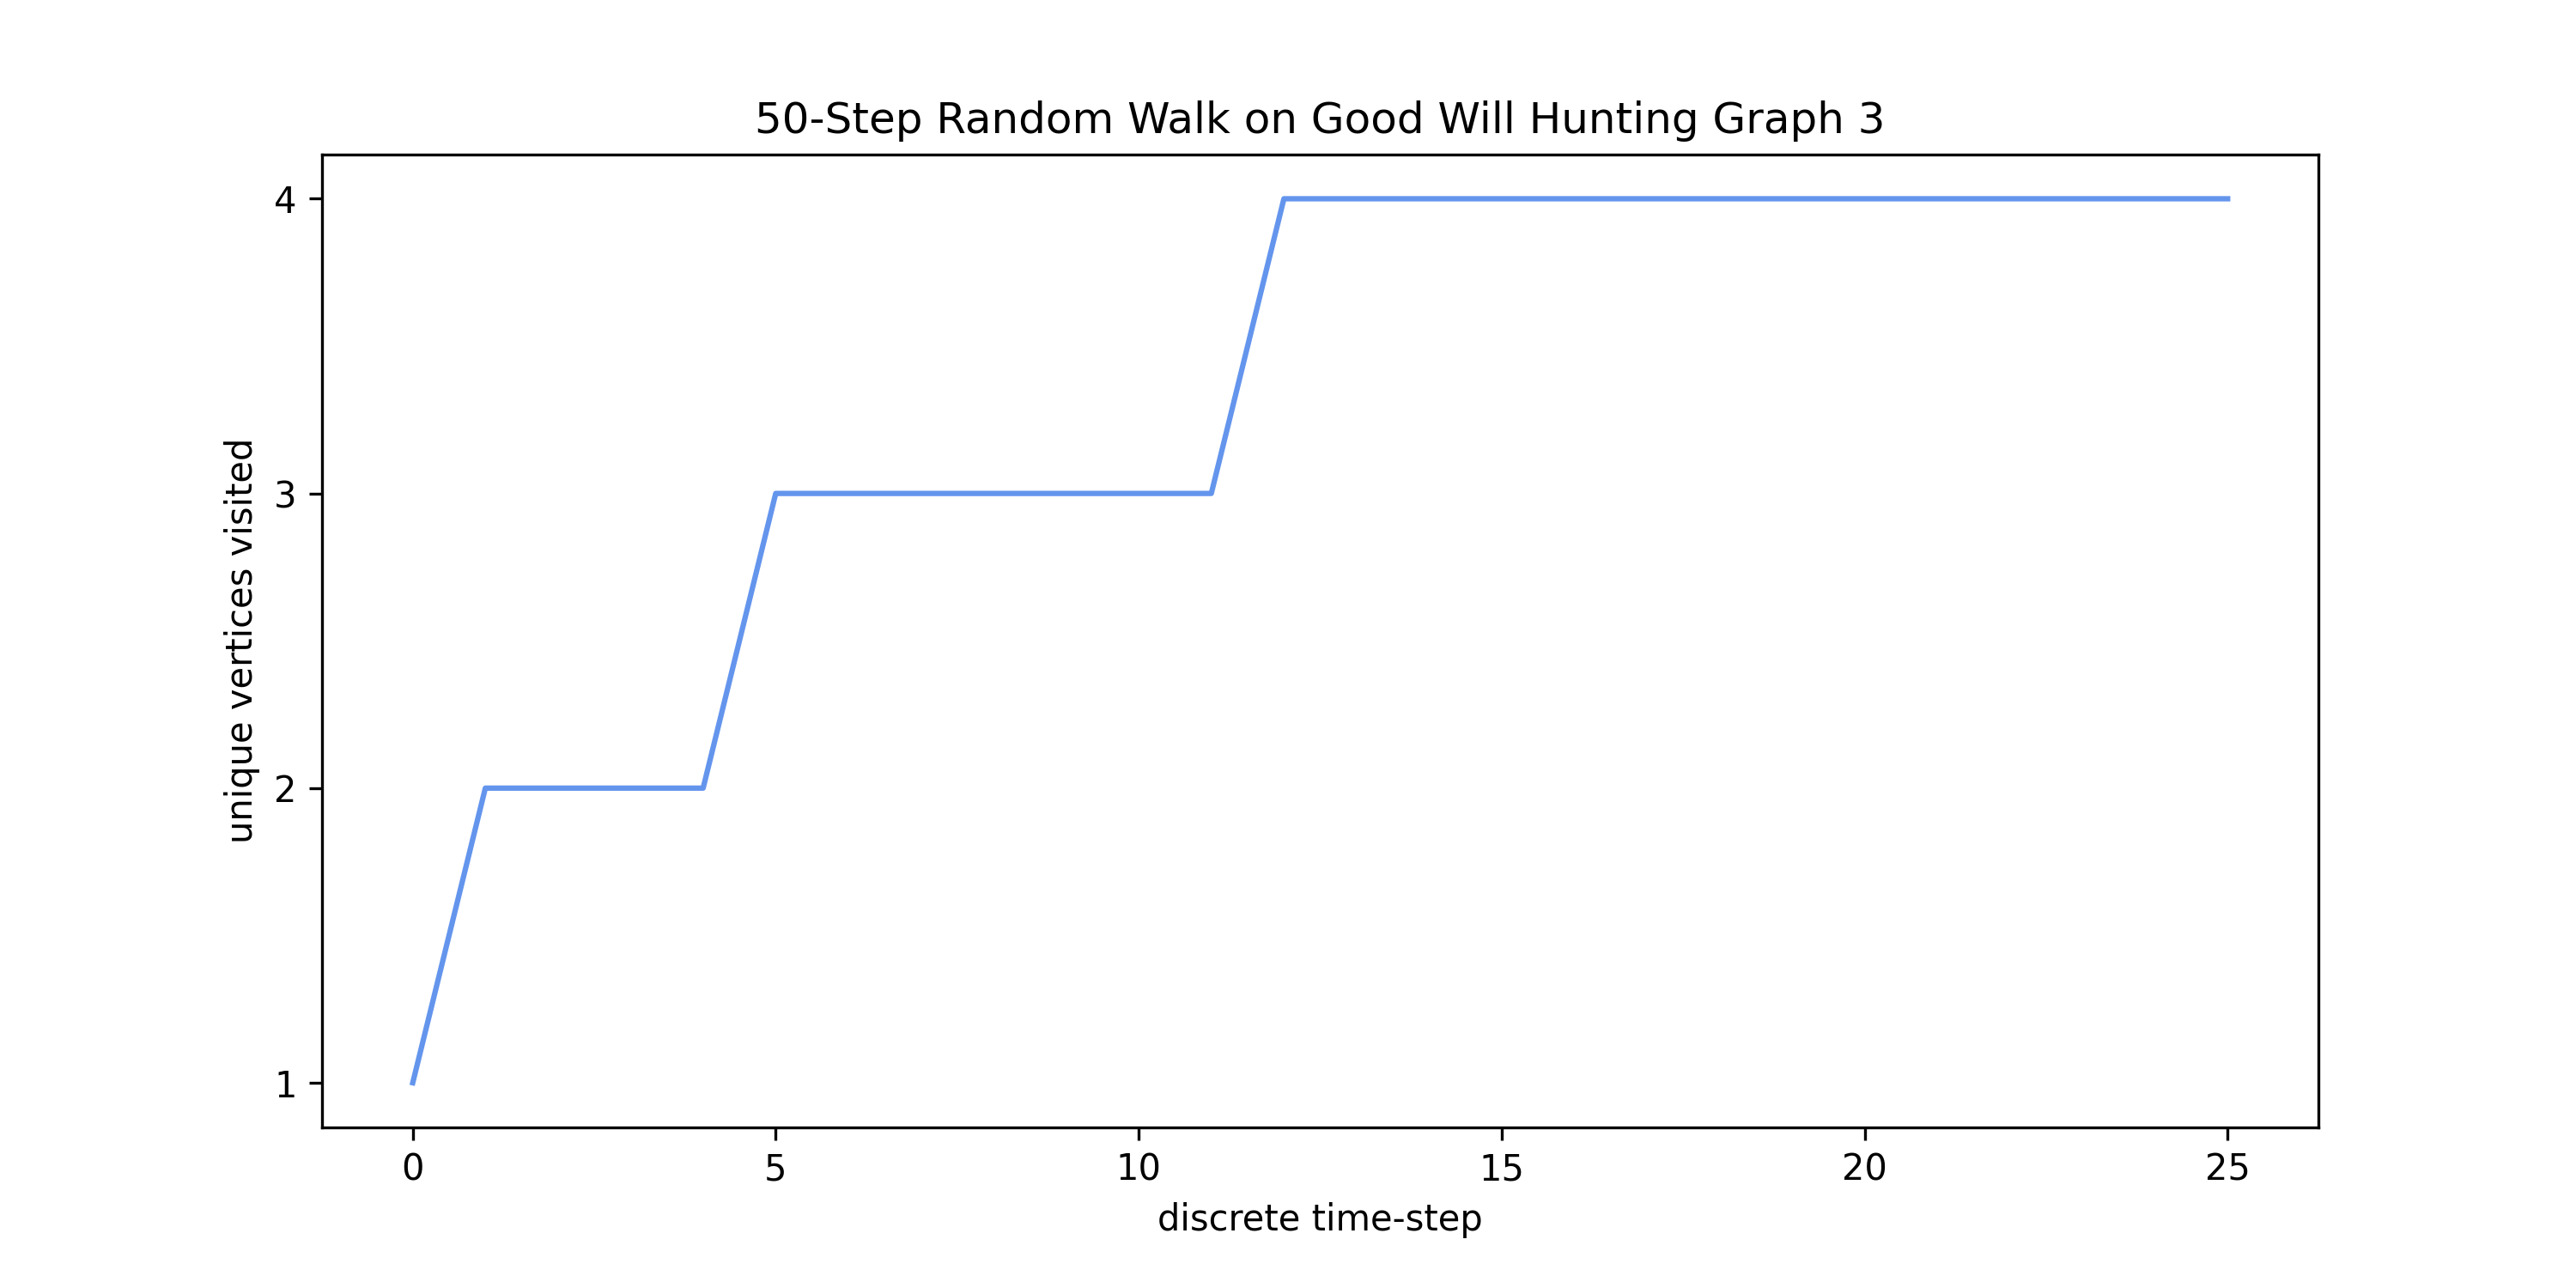 50-Step Random Walk on Good Will Hunting Graph 3
unique vertices visited
4
3
2
1
0 5 10 15 20 25
discrete time-step